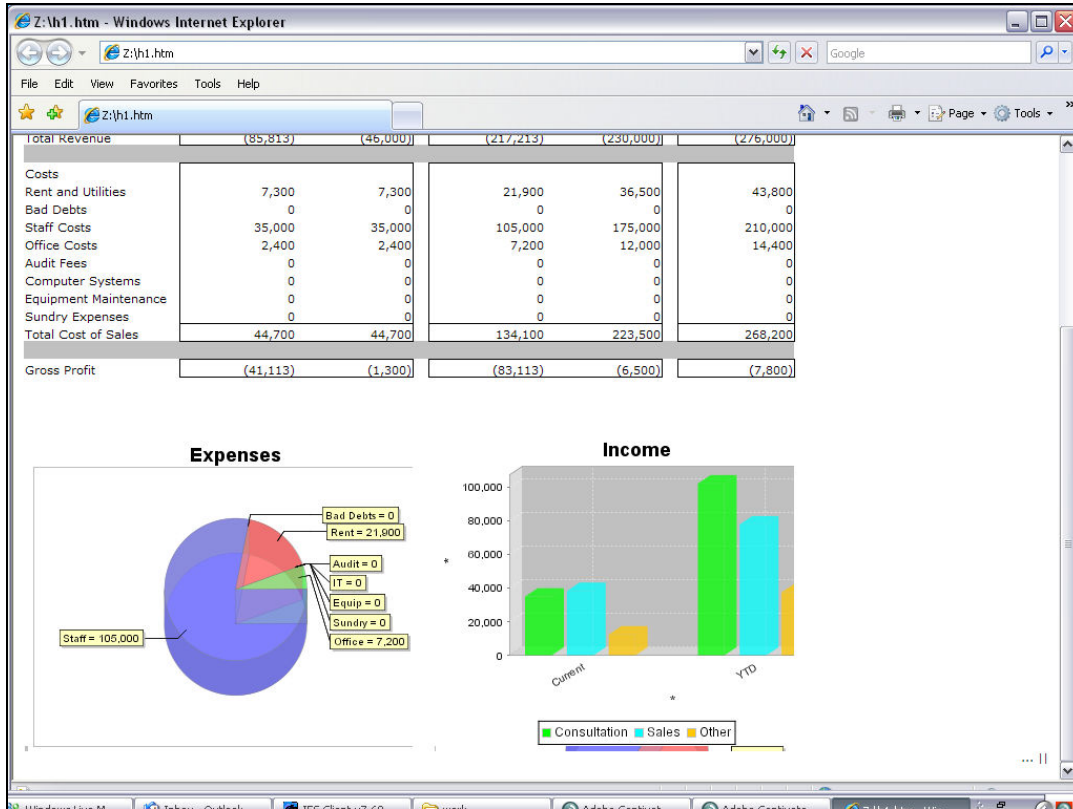 Z:\h1.htm - Windows Internet Explorer
Z:\h1.htm
Google
File Edit View Favorites Tools Help
Z:\h1.htm
Page Tools
Total Revenue (85,813) (46,000) (217,213) (230,000) (276,000)
Costs
Rent and Utilities 7,300 7,300 21,900 36,500 43,800
Bad Debts 0 0 0 0 0
Staff Costs 35,000 35,000 105,000 175,000 210,000
Office Costs 2,400 2,400 7,200 12,000 14,400
Audit Fees 0 0 0 0 0
Computer Systems 0 0 0 0 0
Equipment Maintenance 0 0 0 0 0
Sundry Expenses 0 0 0 0 0
Total Cost of Sales 44,700 44,700 134,100 223,500 268,200
Gross Profit (41,113) (1,300) (83,113) (6,500) (7,800)
Expenses
Bad Debts = 0
Rent = 21,900
Audit = 0
IT = 0
Equip = 0
Sundry = 0
Office = 7,200
Staff = 105,000
Income
100,000
80,000
60,000
*
40,000
20,000
0
Current YTD
*
Consultation Sales Other
... ||